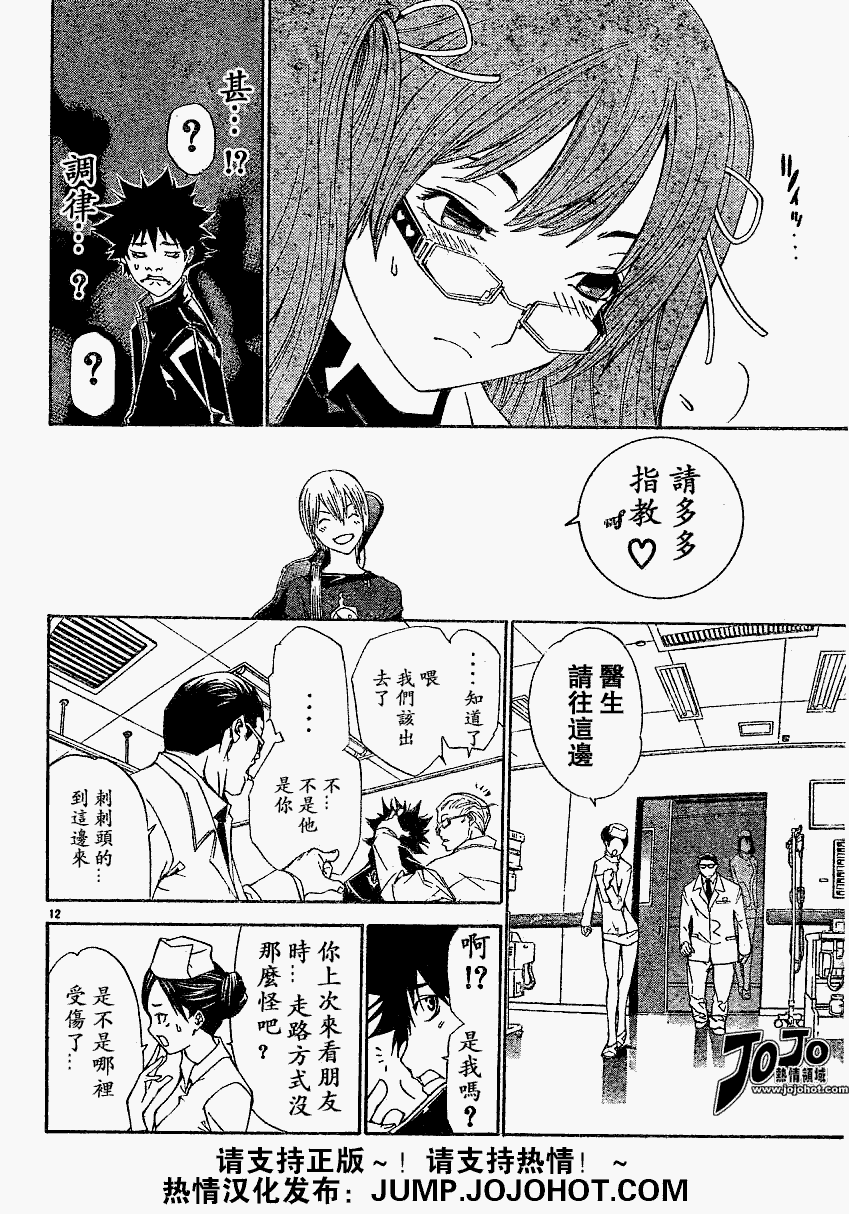 ツイッ…
甚…!?
?
調律…?
?
請多多
指教
♡
醫生
請往這邊
…知道了
喂
我們該出
去了
…
不…
不是他
是你
刺刺頭的…
到這邊來
12
啊!?
是我嗎?
你上次來看朋友
時…走路方式沒
那麼怪吧?
是不是哪裡
受傷了…
JOJO
熱情領域
www.jojohot.com
请支持正版~！请支持热情！~
热情汉化发布：JUMP.JOJOHOT.COM